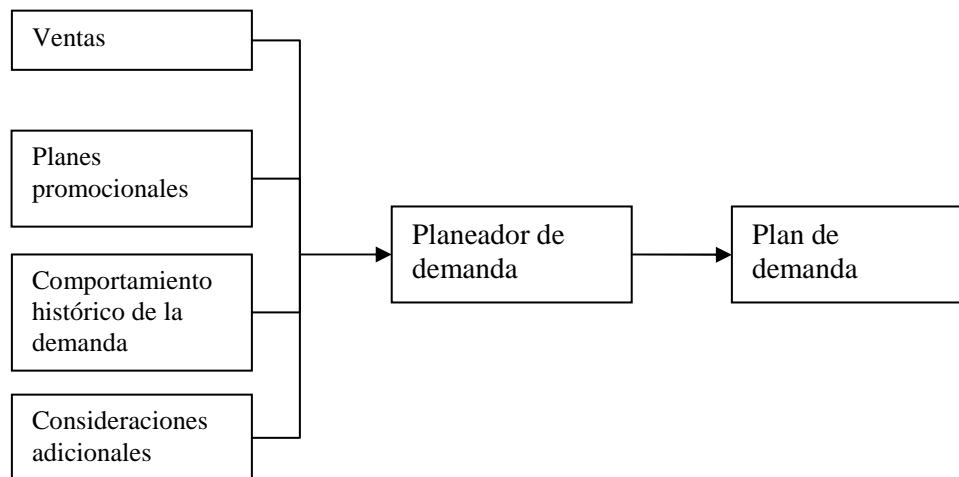 Ventas
Planes
promocionales
Comportamiento
histórico de la
demanda
Consideraciones
adicionales
Planeador de
demanda
Plan de
demanda